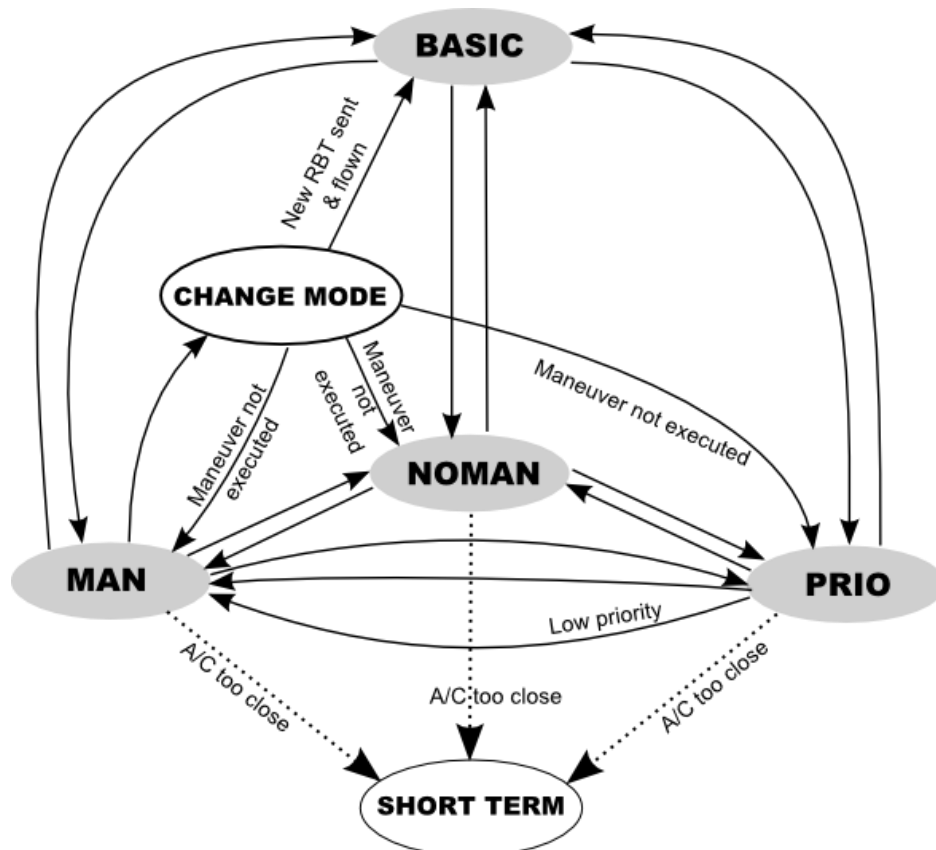 BASIC
New RBT sent
& flown
CHANGE MODE
Maneuver not
executed
Maneuver
not
executed
Maneuver not executed
NOMAN
MAN
PRIO
Low priority
A/C too close
A/C too close
A/C too close
SHORT TERM